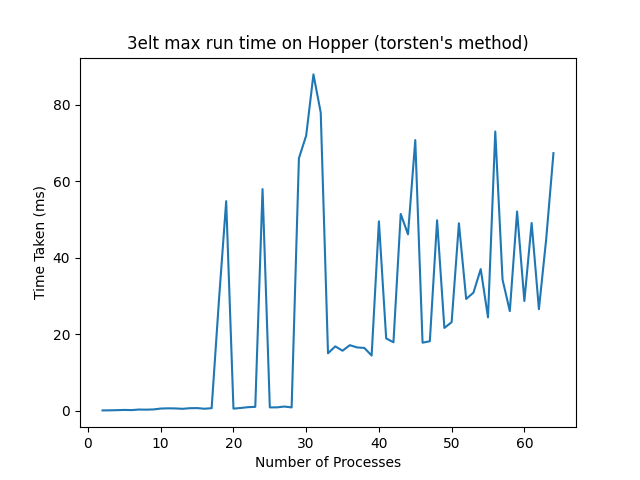 3elt max run time on Hopper (torsten's method)
Time Taken (ms)
80
60
40
20
0
0 10 20 30 40 50 60
Number of Processes